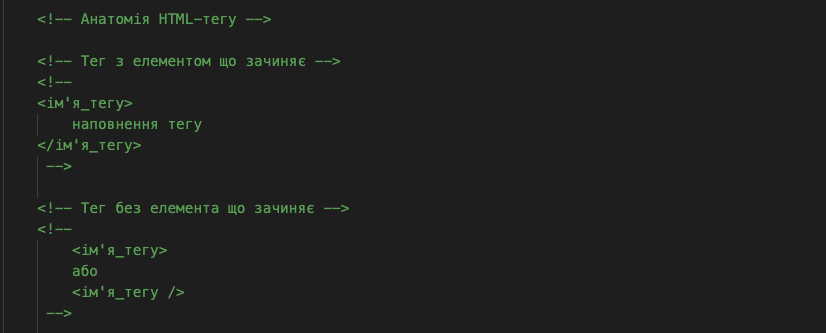 <!-- Анатомія HTML-тегу -->
<!-- Тег з елементом що зачиняє -->
<!--
<ім'я_тегу>
наповнення тегу
</ім'я_тегу>
-->
<!-- Тег без елемента що зачиняє -->
<!--
<ім'я_тегу>
або
<ім'я_тегу />
-->